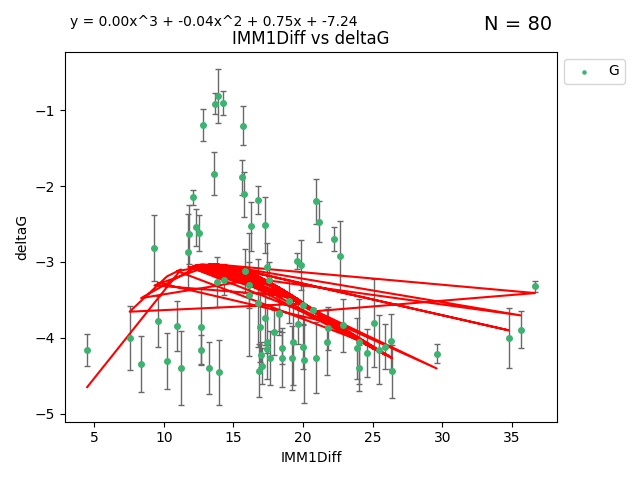 y = 0.00x^3 + -0.04x^2 + 0.75x + -7.24
N = 80
IMM1Diff vs deltaG
G
−1
−2
−3
−4
−5
deltaG
5 10 15 20 25 30 35
IMM1Diff